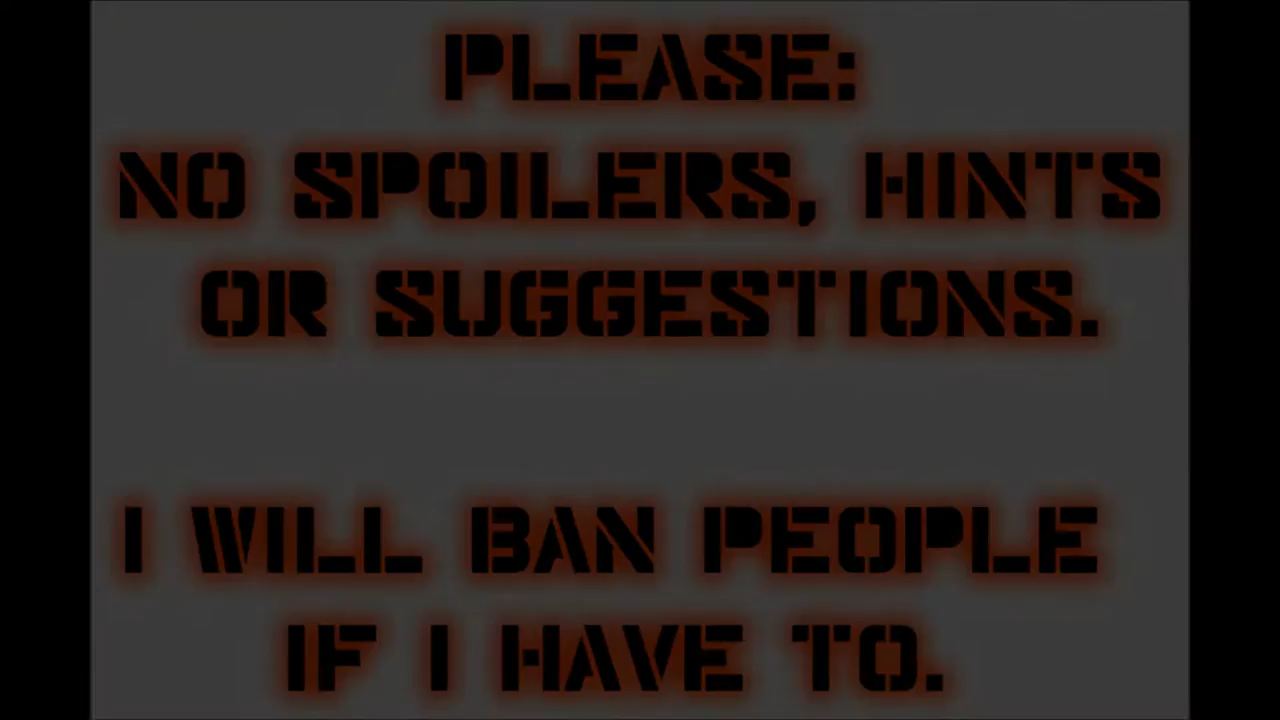 PLEASE:
NO SPOILERS, HINTS
OR SUGGESTIONS.
I WILL BAN PEOPLE
IF I HAVE TO.